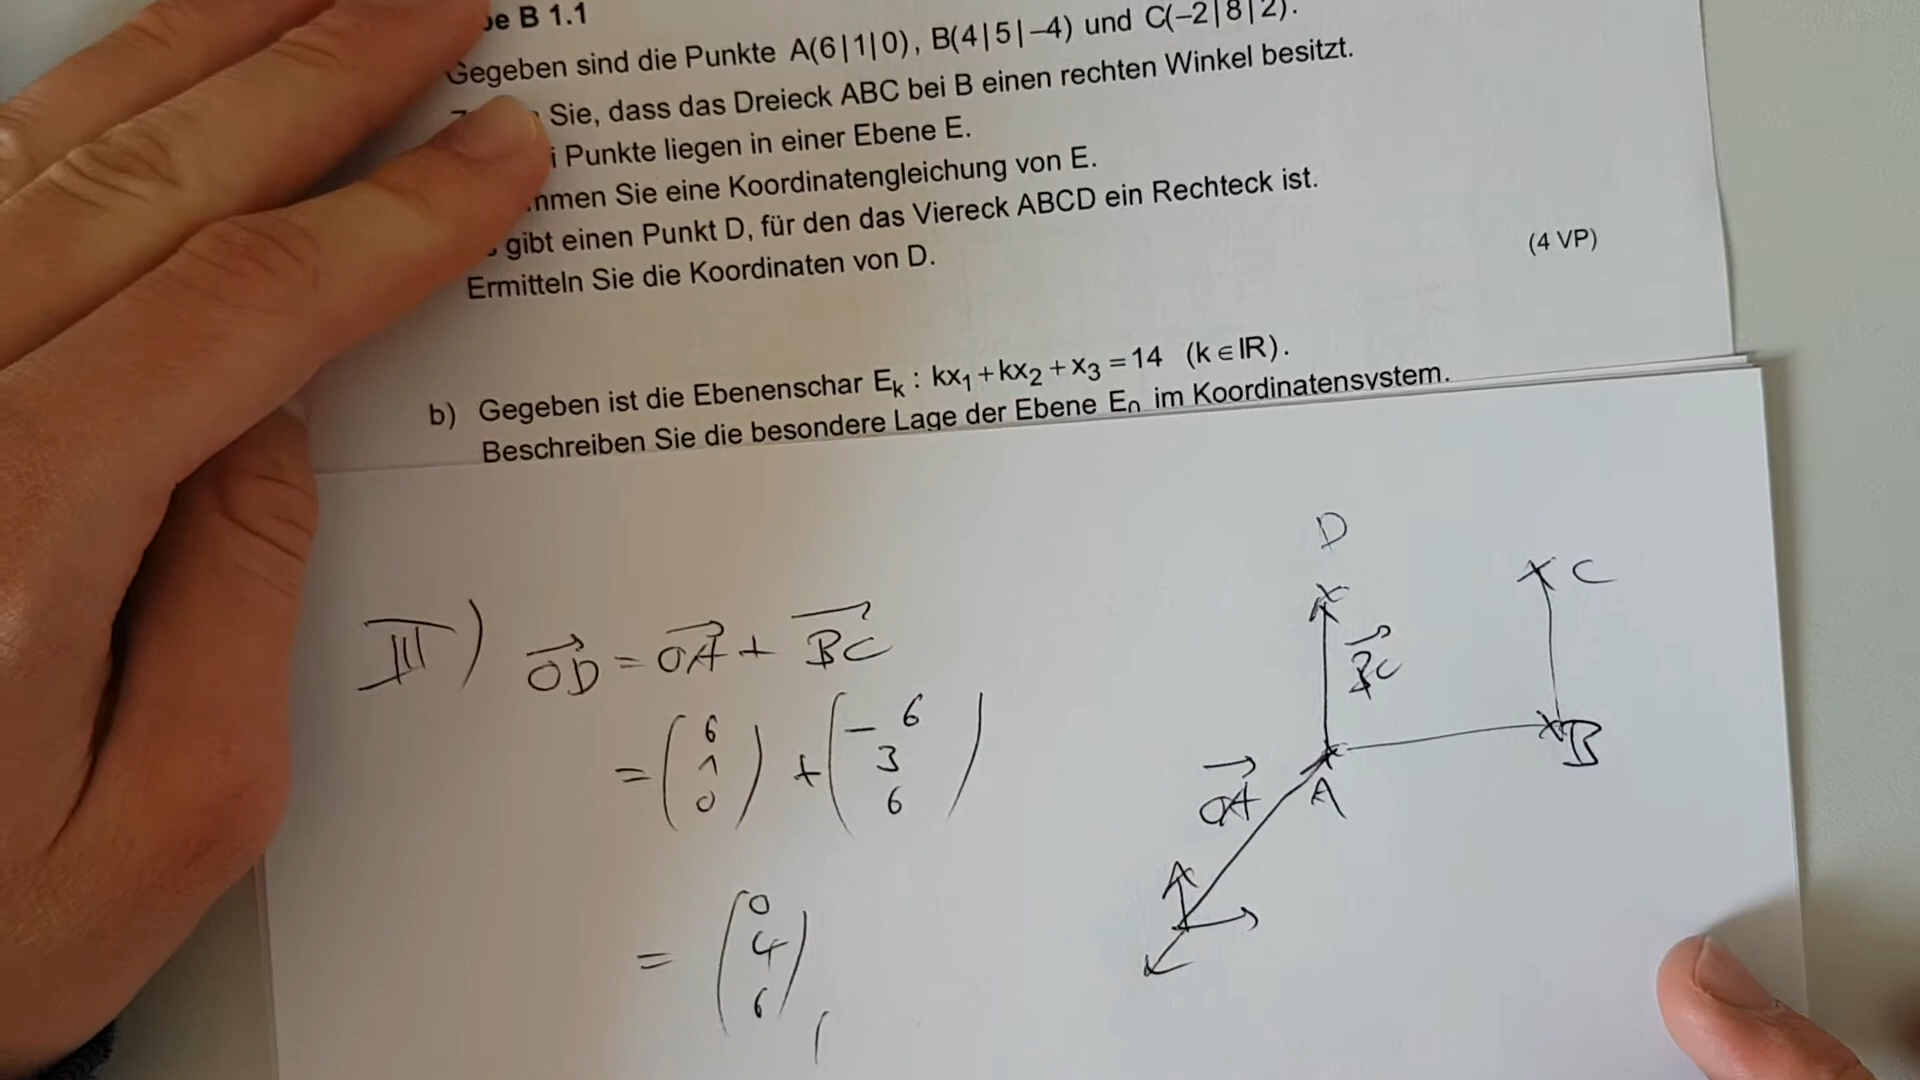 B 1.1
Gegeben sind die Punkte A(6|1|0), B(4|5|−4) und C(−2|8|2).
Sie, dass das Dreieck ABC bei B einen rechten Winkel besitzt.
Punkte liegen in einer Ebene E.
Sie eine Koordinatengleichung von E.
gibt einen Punkt D, für den das Viereck ABCD ein Rechteck ist.
Ermitteln Sie die Koordinaten von D.
(4 VP)
b) Gegeben ist die Ebenenschar Eₖ : kx₁ + kx₂ + x₃ = 14 (k ∈ IR).
Beschreiben Sie die besondere Lage der Ebene E₀ im Koordinatensystem.
III) →OD = →OA + →BC
= (6 1 0) + (−6 3 6)
= (0 4 6)
D
C
→BC
B
→OA
A